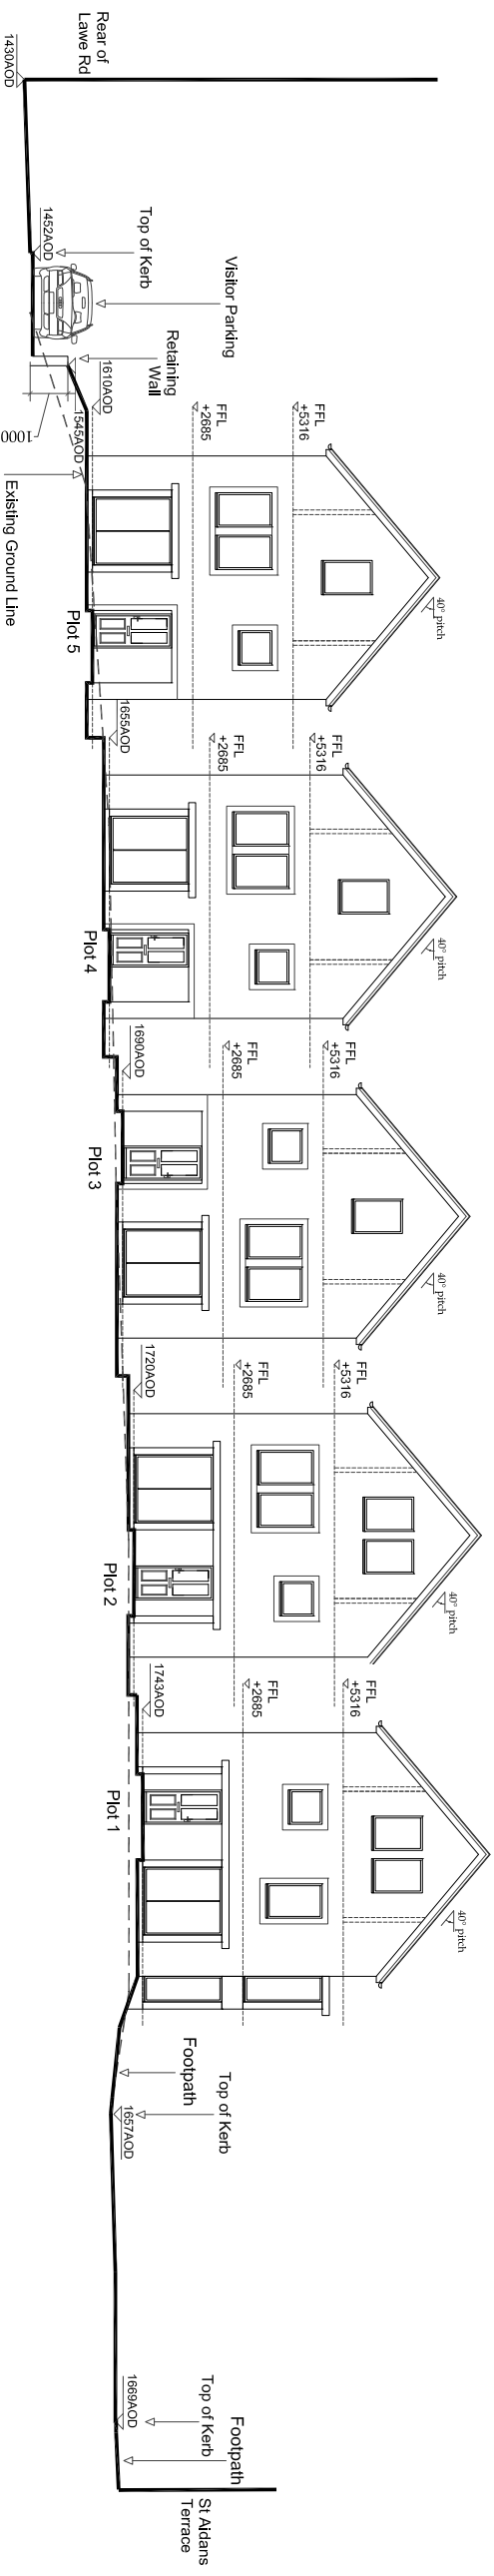 Rear of
Lawe Rd
1430AOD
1452AOD
Top of Kerb
Visitor Parking
Retaining
Wall
1610AOD
1545AOD
1000
Existing Ground Line
FFL
+2685
FFL
+5316
40° pitch
Plot 5
1655AOD
FFL
+2685
FFL
+5316
40° pitch
Plot 4
1690AOD
FFL
+2685
FFL
+5316
40° pitch
Plot 3
1720AOD
FFL
+2685
FFL
+5316
40° pitch
Plot 2
1743AOD
FFL
+2685
FFL
+5316
40° pitch
Plot 1
Footpath
Top of Kerb
1657AOD
1669AOD
Top of Kerb
Footpath
St Aidans
Terrace